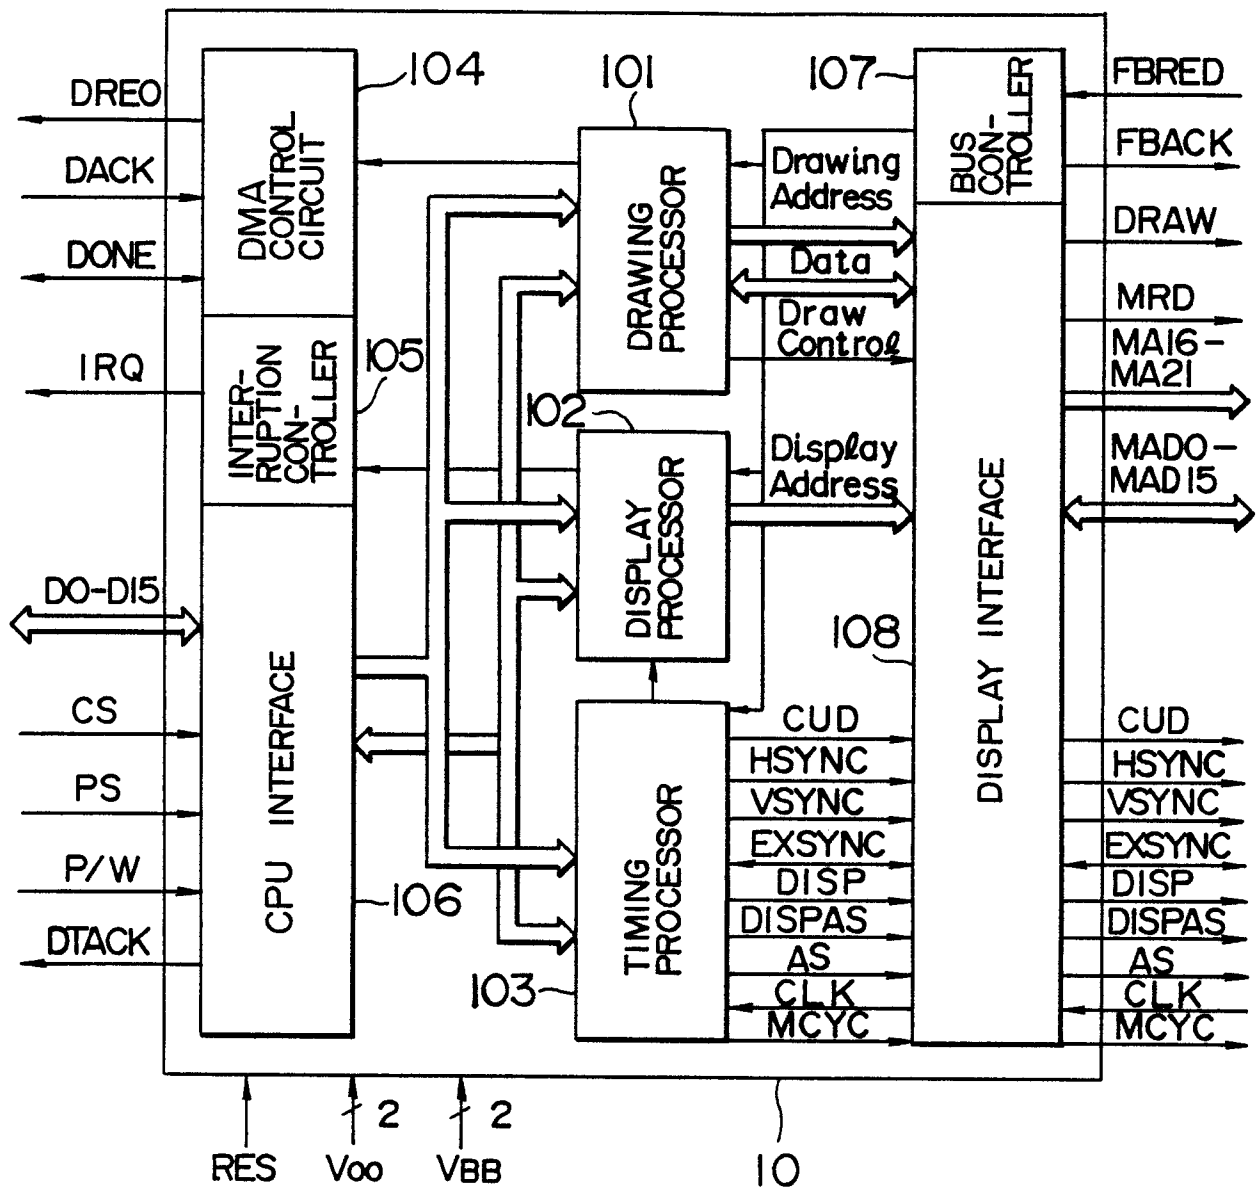 DREO
DACK
DONE
IRQ
DO-D15
CS
PS
P/W
DTACK
104
DMA
CONTROL
CIRCUIT
105
INTER-
RUPTION
CON-
TROLLER
CPU INTERFACE
106
101
DRAWING
PROCESSOR
102
DISPLAY
PROCESSOR
103
TIMING
PROCESSOR
Drawing
Address
Data
Draw
Control
Display
Address
CUD
HSYNC
VSYNC
EXSYNC
DISP
DISPAS
AS
CLK
MCYC
107
BUS
CON-
TROLLER
108
DISPLAY INTERFACE
FBRED
FBACK
DRAW
MRD
MA16-
MA21
MADO-
MAD15
CUD
HSYNC
VSYNC
EXSYNC
DISP
DISPAS
AS
CLK
MCYC
2
2
RES
Voo
VBB
10